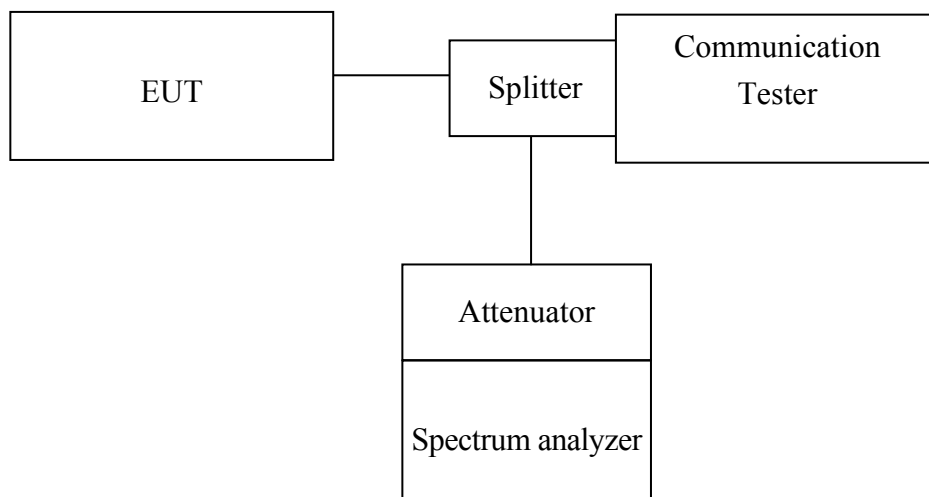 EUT
Splitter
Communication
Tester
Attenuator
Spectrum analyzer